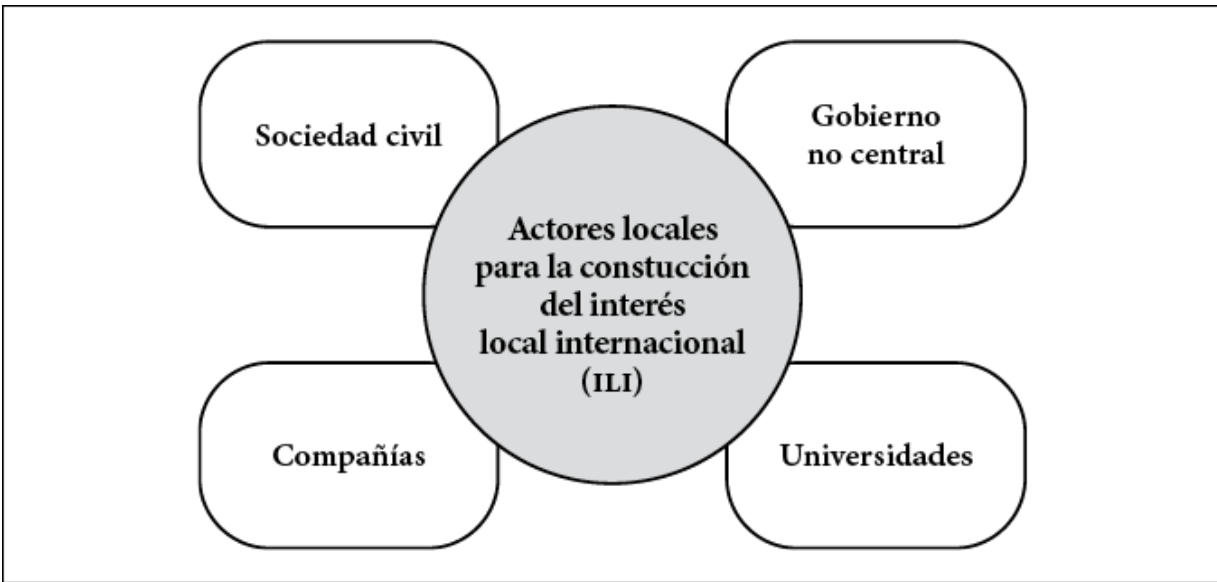 Sociedad civil
Gobierno
no central
Actores locales
para la constucción
del interés
local internacional
(ILI)
Compañías
Universidades